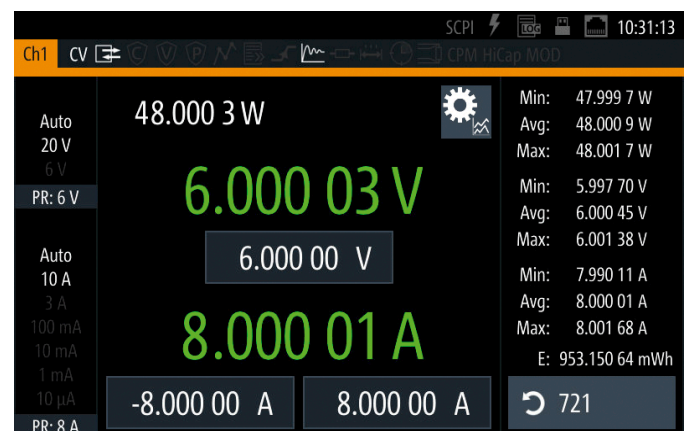 SCPI LOG 10:31:13
Ch1 CV CPM HiCap MOD
Auto
20 V
6 V
PR: 6 V
Auto
10 A
3 A
100 mA
10 mA
1 mA
10 µA
PR: 8 A
48.000 3 W
6.000 03 V
6.000 00 V
8.000 01 A
-8.000 00 A 8.000 00 A
Min: 47.999 7 W
Avg: 48.000 9 W
Max: 48.001 7 W
Min: 5.997 70 V
Avg: 6.000 45 V
Max: 6.001 38 V
Min: 7.990 11 A
Avg: 8.000 01 A
Max: 8.001 68 A
E: 953.150 64 mWh
721